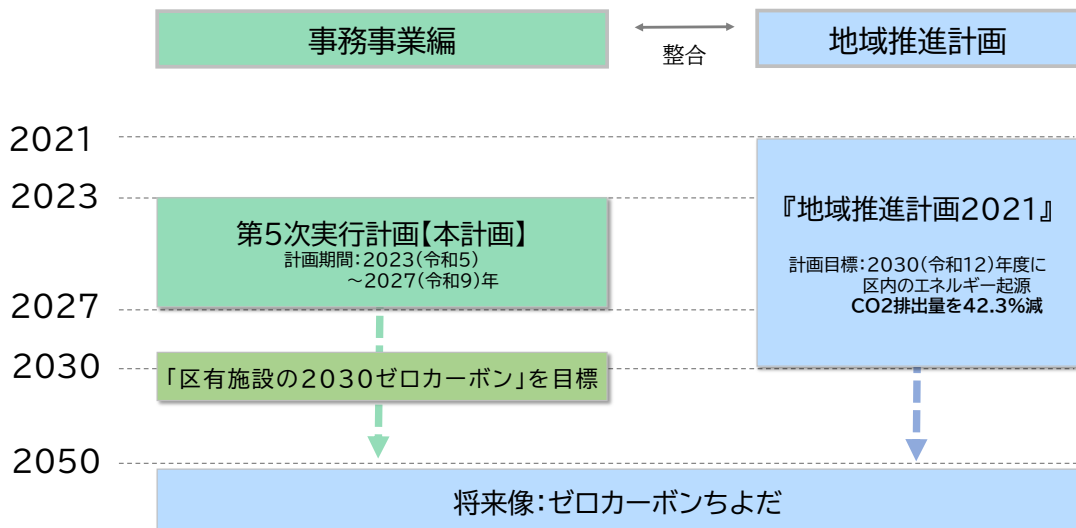 事務事業編
整合
地域推進計画
2021
2023
第5次実行計画【本計画】
計画期間：2023(令和5)
～2027(令和9)年
『地域推進計画2021』
計画目標：2030(令和12)年度に
区内のエネルギー起源
CO2排出量を42.3%減
2027
2030
「区有施設の2030ゼロカーボン」を目標
2050
将来像：ゼロカーボンちよだ